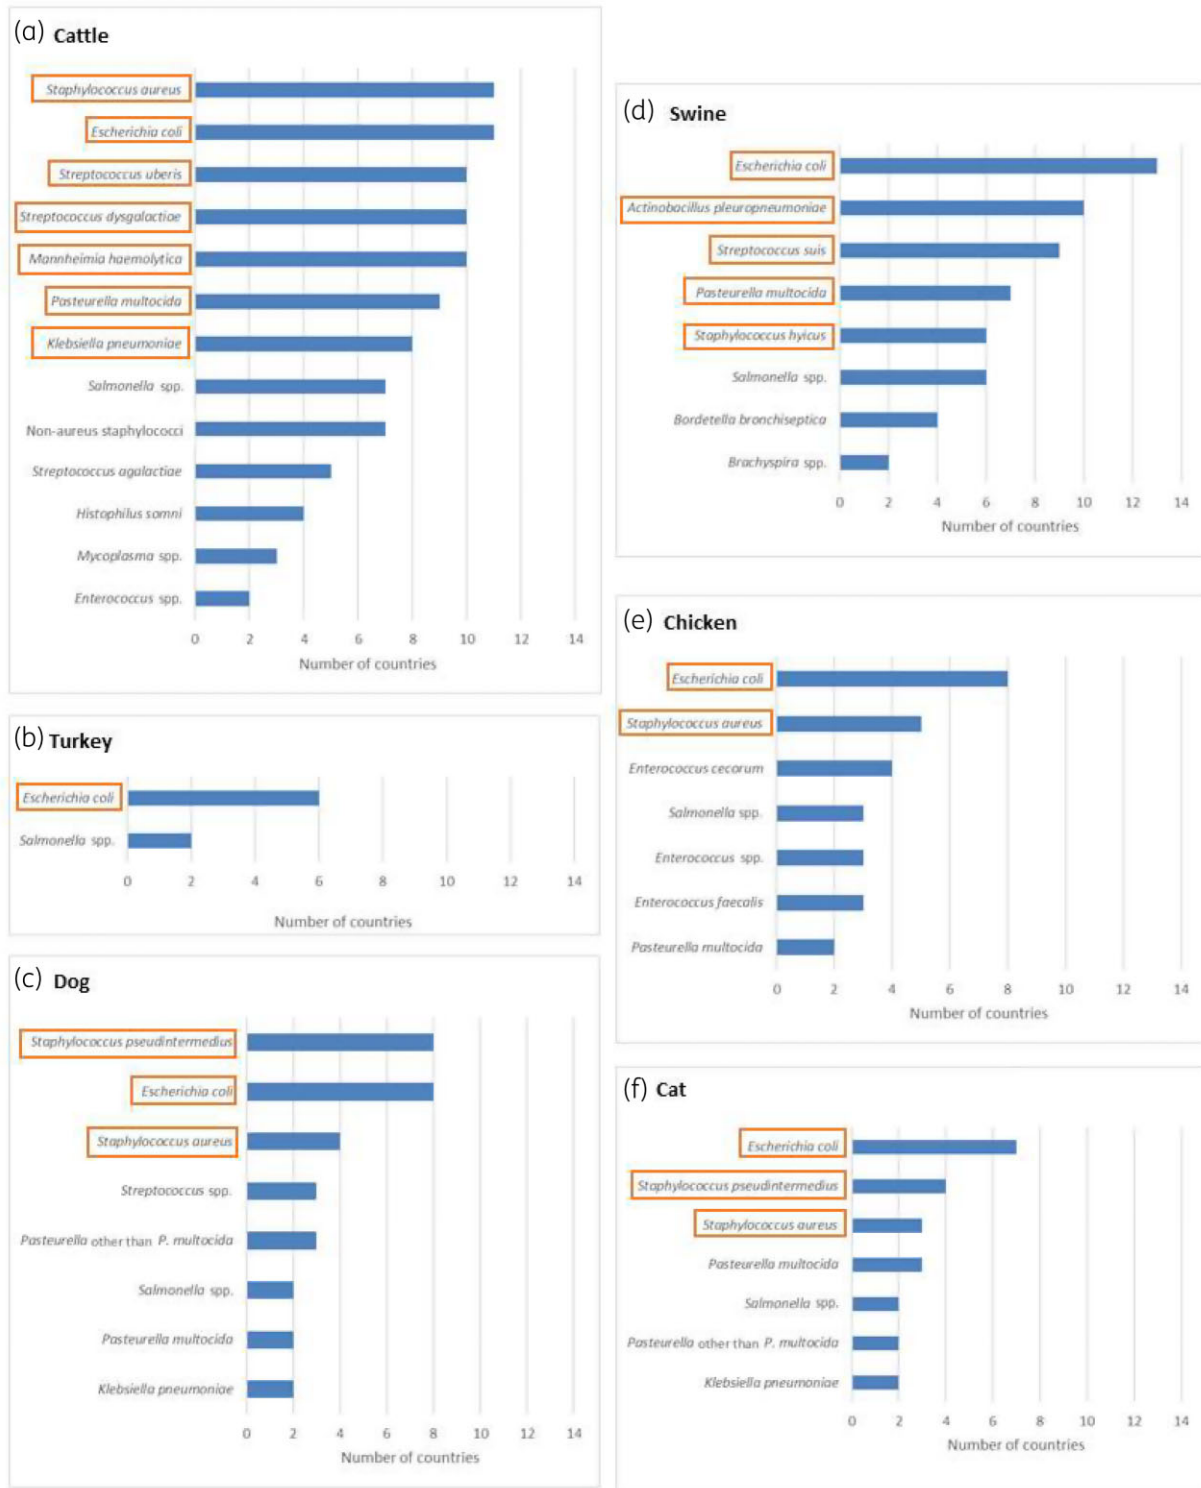 (a) Cattle
Staphylococcus aureus
Escherichia coli
Streptococcus uberis
Streptococcus dysgalactiae
Mannheimia haemolytica
Pasteurella multocida
Klebsiella pneumoniae
Salmonella spp.
Non-aureus staphylococci
Streptococcus agalactiae
Histophilus somni
Mycoplasma spp.
Enterococcus spp.
0 2 4 6 8 10 12 14
Number of countries
(b) Turkey
Escherichia coli
Salmonella spp.
0 2 4 6 8 10 12 14
Number of countries
(c) Dog
Staphylococcus pseudintermedius
Escherichia coli
Staphylococcus aureus
Streptococcus spp.
Pasteurella other than P. multocida
Salmonella spp.
Pasteurella multocida
Klebsiella pneumoniae
0 2 4 6 8 10 12 14
Number of countries
(d) Swine
Escherichia coli
Actinobacillus pleuropneumoniae
Streptococcus suis
Pasteurella multocida
Staphylococcus hyicus
Salmonella spp.
Bordetella bronchiseptica
Brachyspira spp.
0 2 4 6 8 10 12 14
Number of countries
(e) Chicken
Escherichia coli
Staphylococcus aureus
Enterococcus cecorum
Salmonella spp.
Enterococcus spp.
Enterococcus faecalis
Pasteurella multocida
0 2 4 6 8 10 12 14
Number of countries
(f) Cat
Escherichia coli
Staphylococcus pseudintermedius
Staphylococcus aureus
Pasteurella multocida
Salmonella spp.
Pasteurella other than P. multocida
Klebsiella pneumoniae
0 2 4 6 8 10 12 14
Number of countries